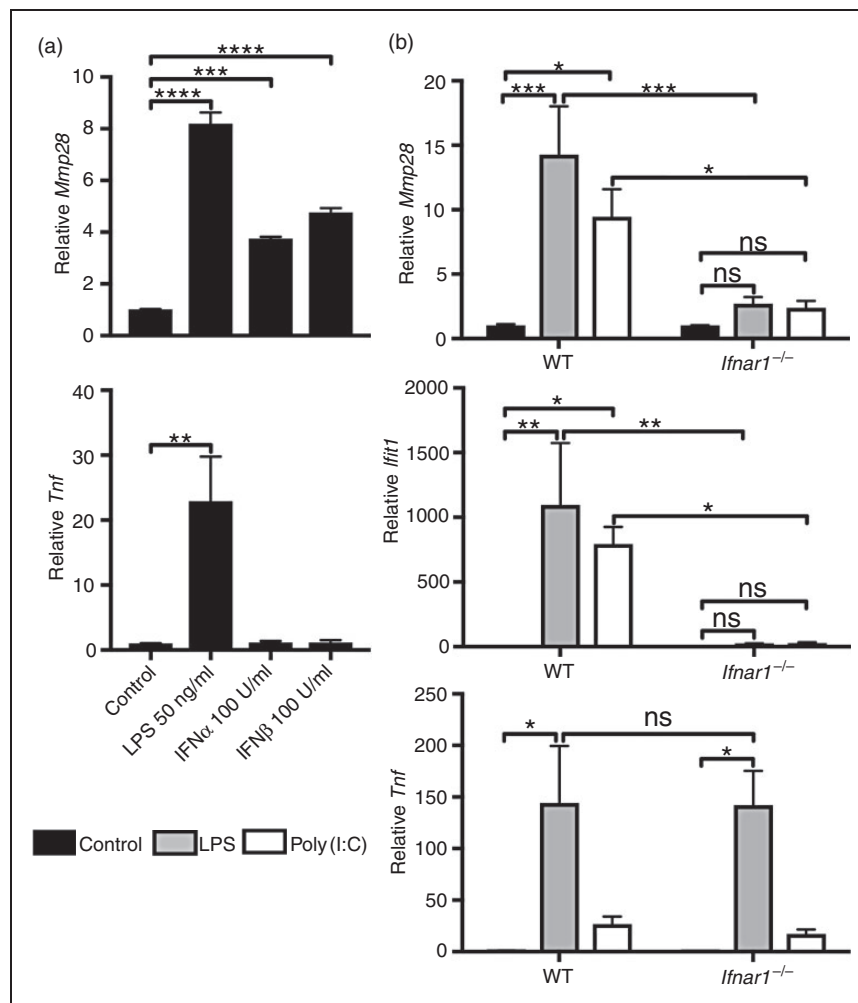 (a)
****
***
****
10
8
6
4
2
0
Relative Mmp28
**
40
30
20
10
0
Relative Tnf
Control
LPS 50 ng/ml
IFNα 100 U/ml
IFNβ 100 U/ml
Control LPS Poly (I:C)
(b)
*
***
***
*
ns
ns
20
15
10
5
0
Relative Mmp28
WT Ifnar1–/–
*
**
**
*
ns
ns
2000
1500
1000
500
0
Relative Ifit1
WT Ifnar1–/–
*
ns
*
250
200
150
100
50
0
Relative Tnf
WT Ifnar1–/–